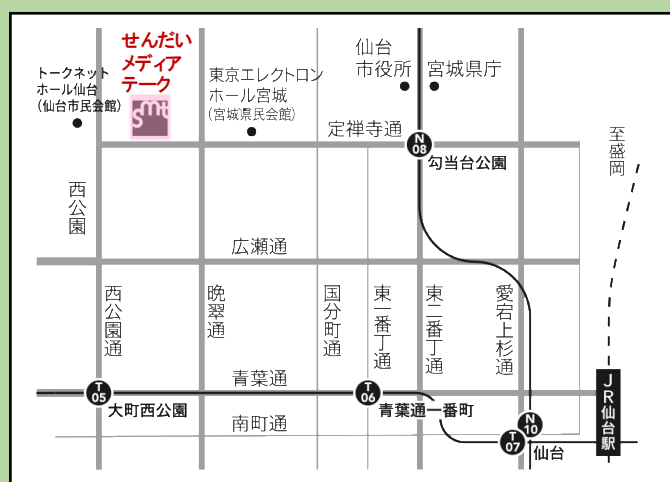 せんだい
メディア
テーク
smt
トークネット
ホール仙台
(仙台市民会館)
東京エレクトロン
ホール宮城
(宮城県民会館)
仙台
市役所
宮城県庁
定禅寺通
N
08
勾当台公園
至盛岡
西公園
広瀬通
西公園通
晩翠通
国分町通
東一番丁通
東二番丁通
愛宕上杉通
青葉通
T
05
大町西公園
T
06
青葉通一番町
南町通
N
10
T
07
仙台
JR仙台駅